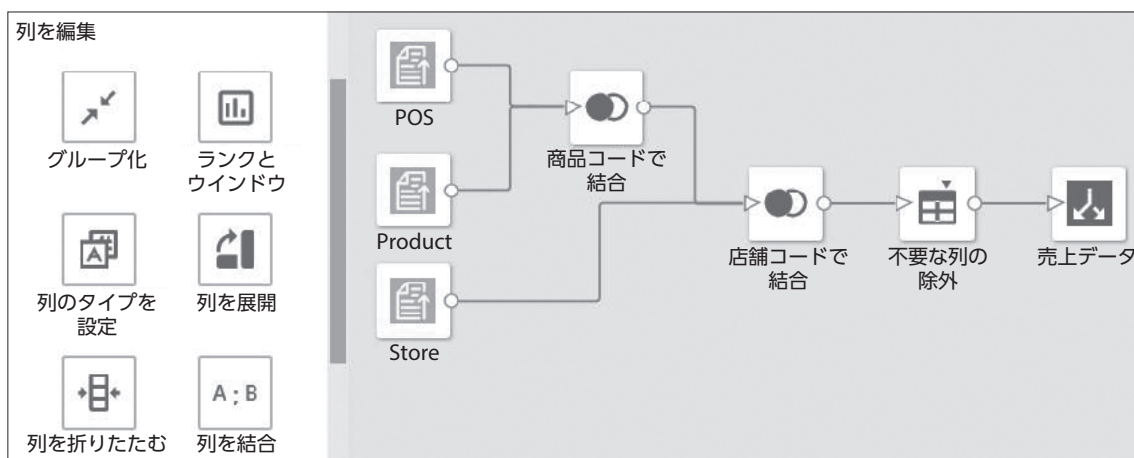 列を編集
グループ化
ランクと
ウインドウ
列のタイプを
設定
列を展開
列を折りたたむ
A ; B
列を結合
POS
Product
Store
商品コードで
結合
店舗コードで
結合
不要な列の
除外
売上データ